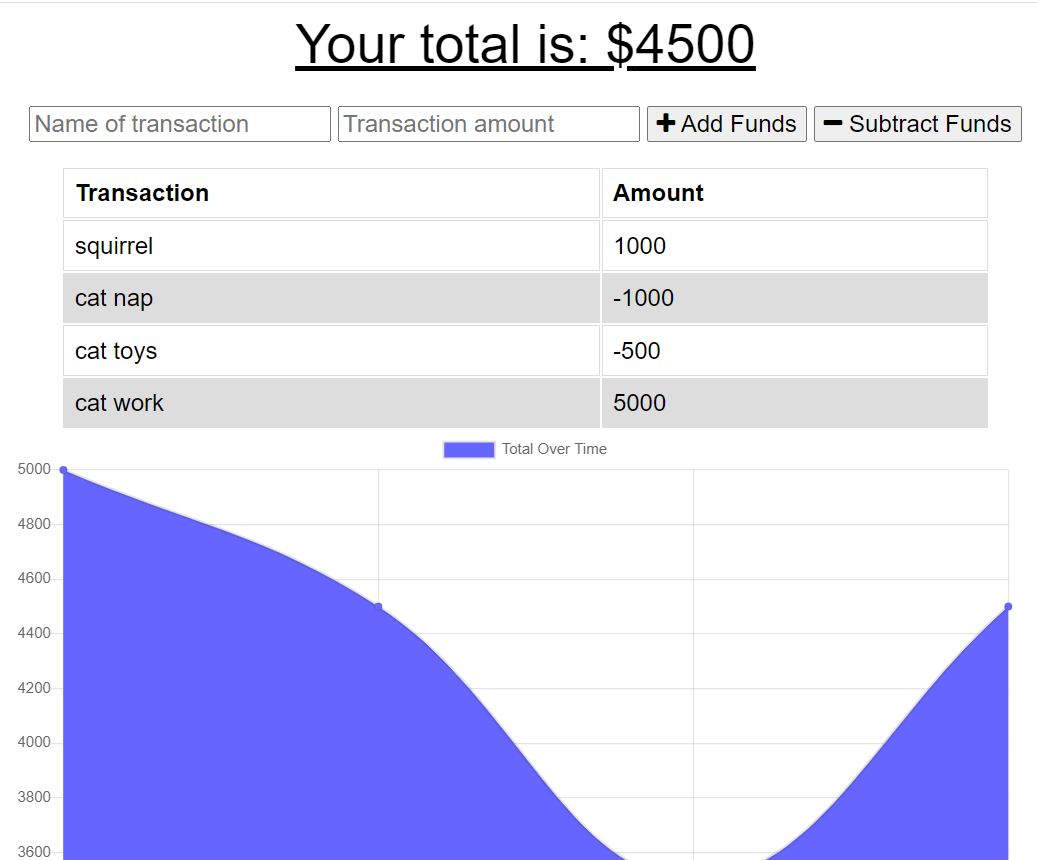 Your total is: $4500
Name of transaction Transaction amount Add Funds Subtract Funds
Transaction Amount
squirrel 1000
cat nap -1000
cat toys -500
cat work 5000
Total Over Time
5000
4800
4600
4400
4200
4000
3800
3600